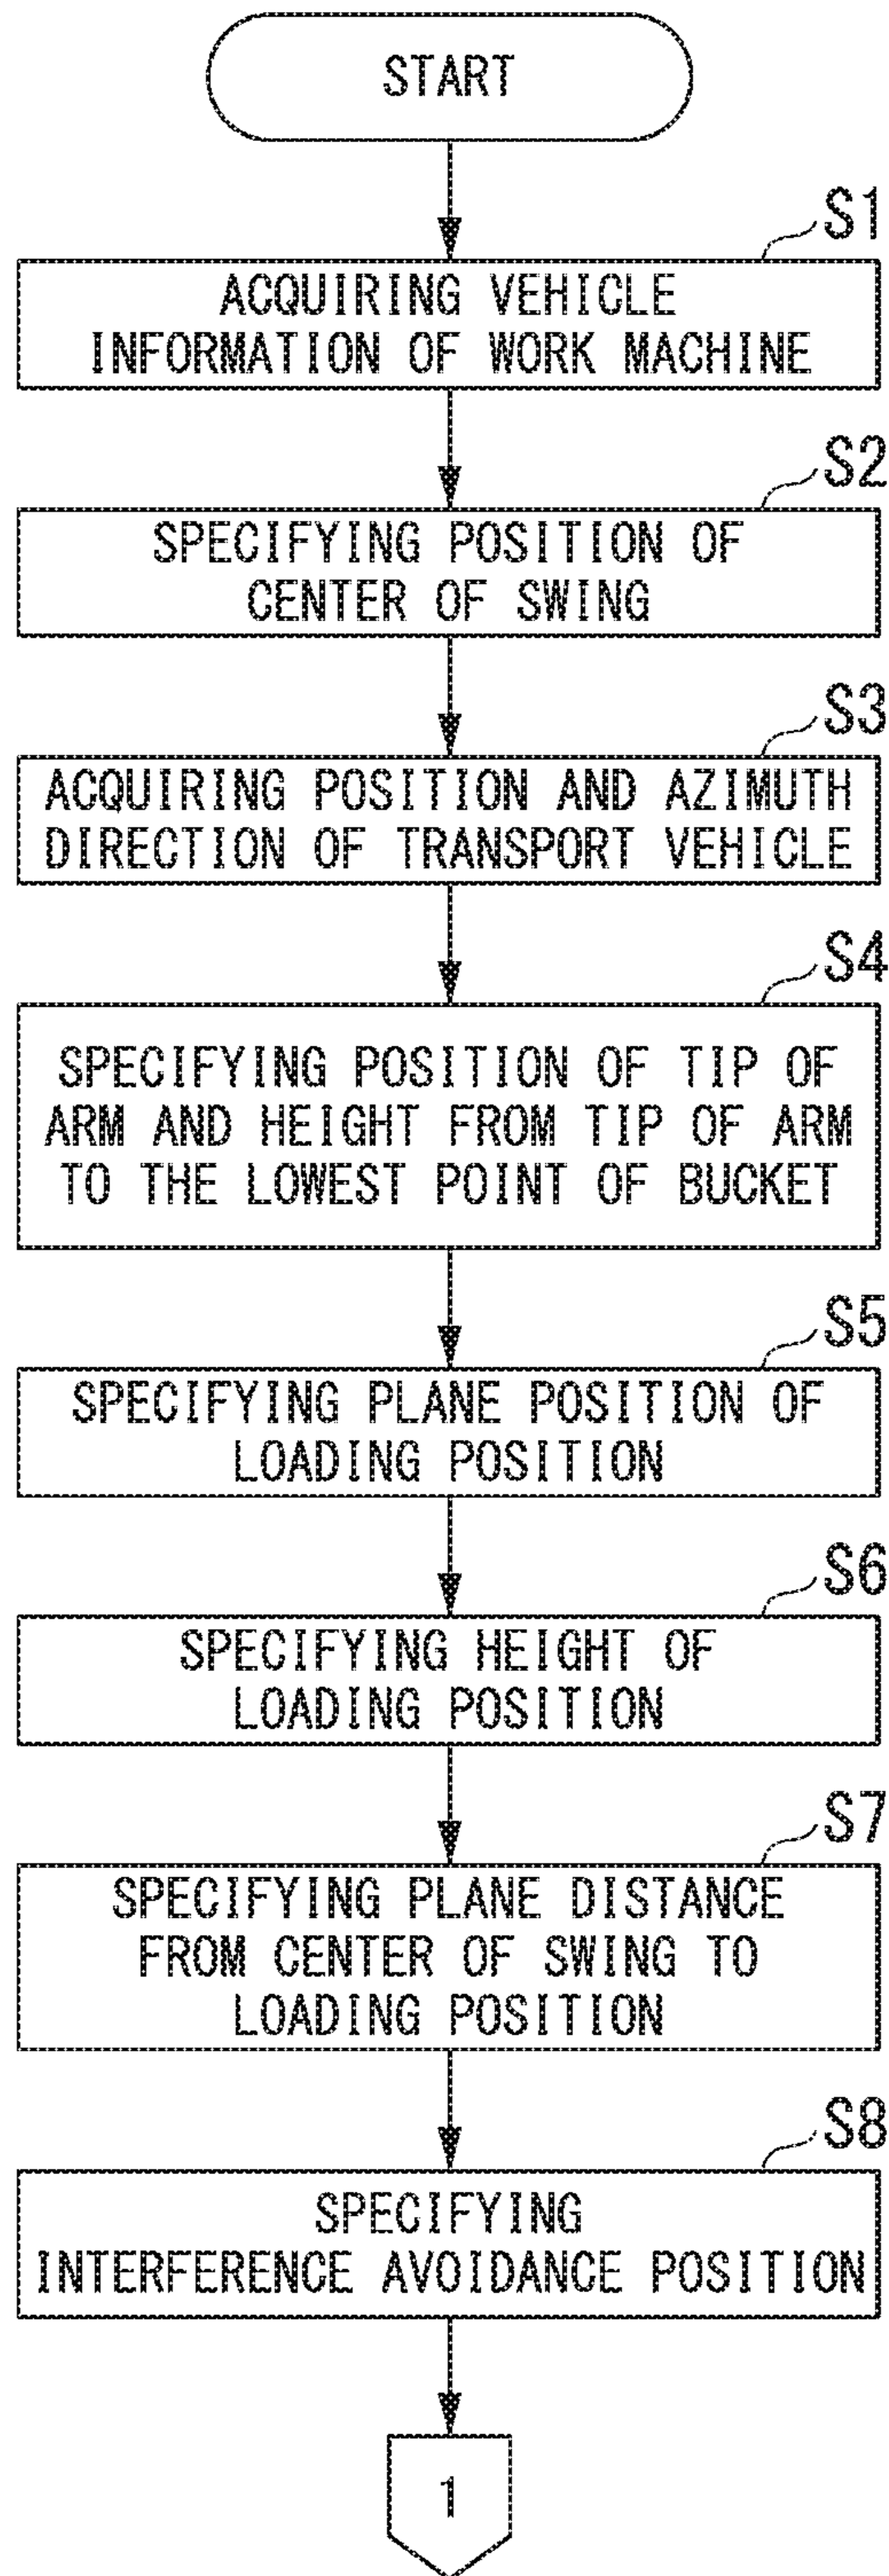 START
S1
ACQUIRING VEHICLE
INFORMATION OF WORK MACHINE
S2
SPECIFYING POSITION OF
CENTER OF SWING
S3
ACQUIRING POSITION AND AZIMUTH
DIRECTION OF TRANSPORT VEHICLE
S4
SPECIFYING POSITION OF TIP OF
ARM AND HEIGHT FROM TIP OF ARM
TO THE LOWEST POINT OF BUCKET
S5
SPECIFYING PLANE POSITION OF
LOADING POSITION
S6
SPECIFYING HEIGHT OF
LOADING POSITION
S7
SPECIFYING PLANE DISTANCE
FROM CENTER OF SWING TO
LOADING POSITION
S8
SPECIFYING
INTERFERENCE AVOIDANCE POSITION
1